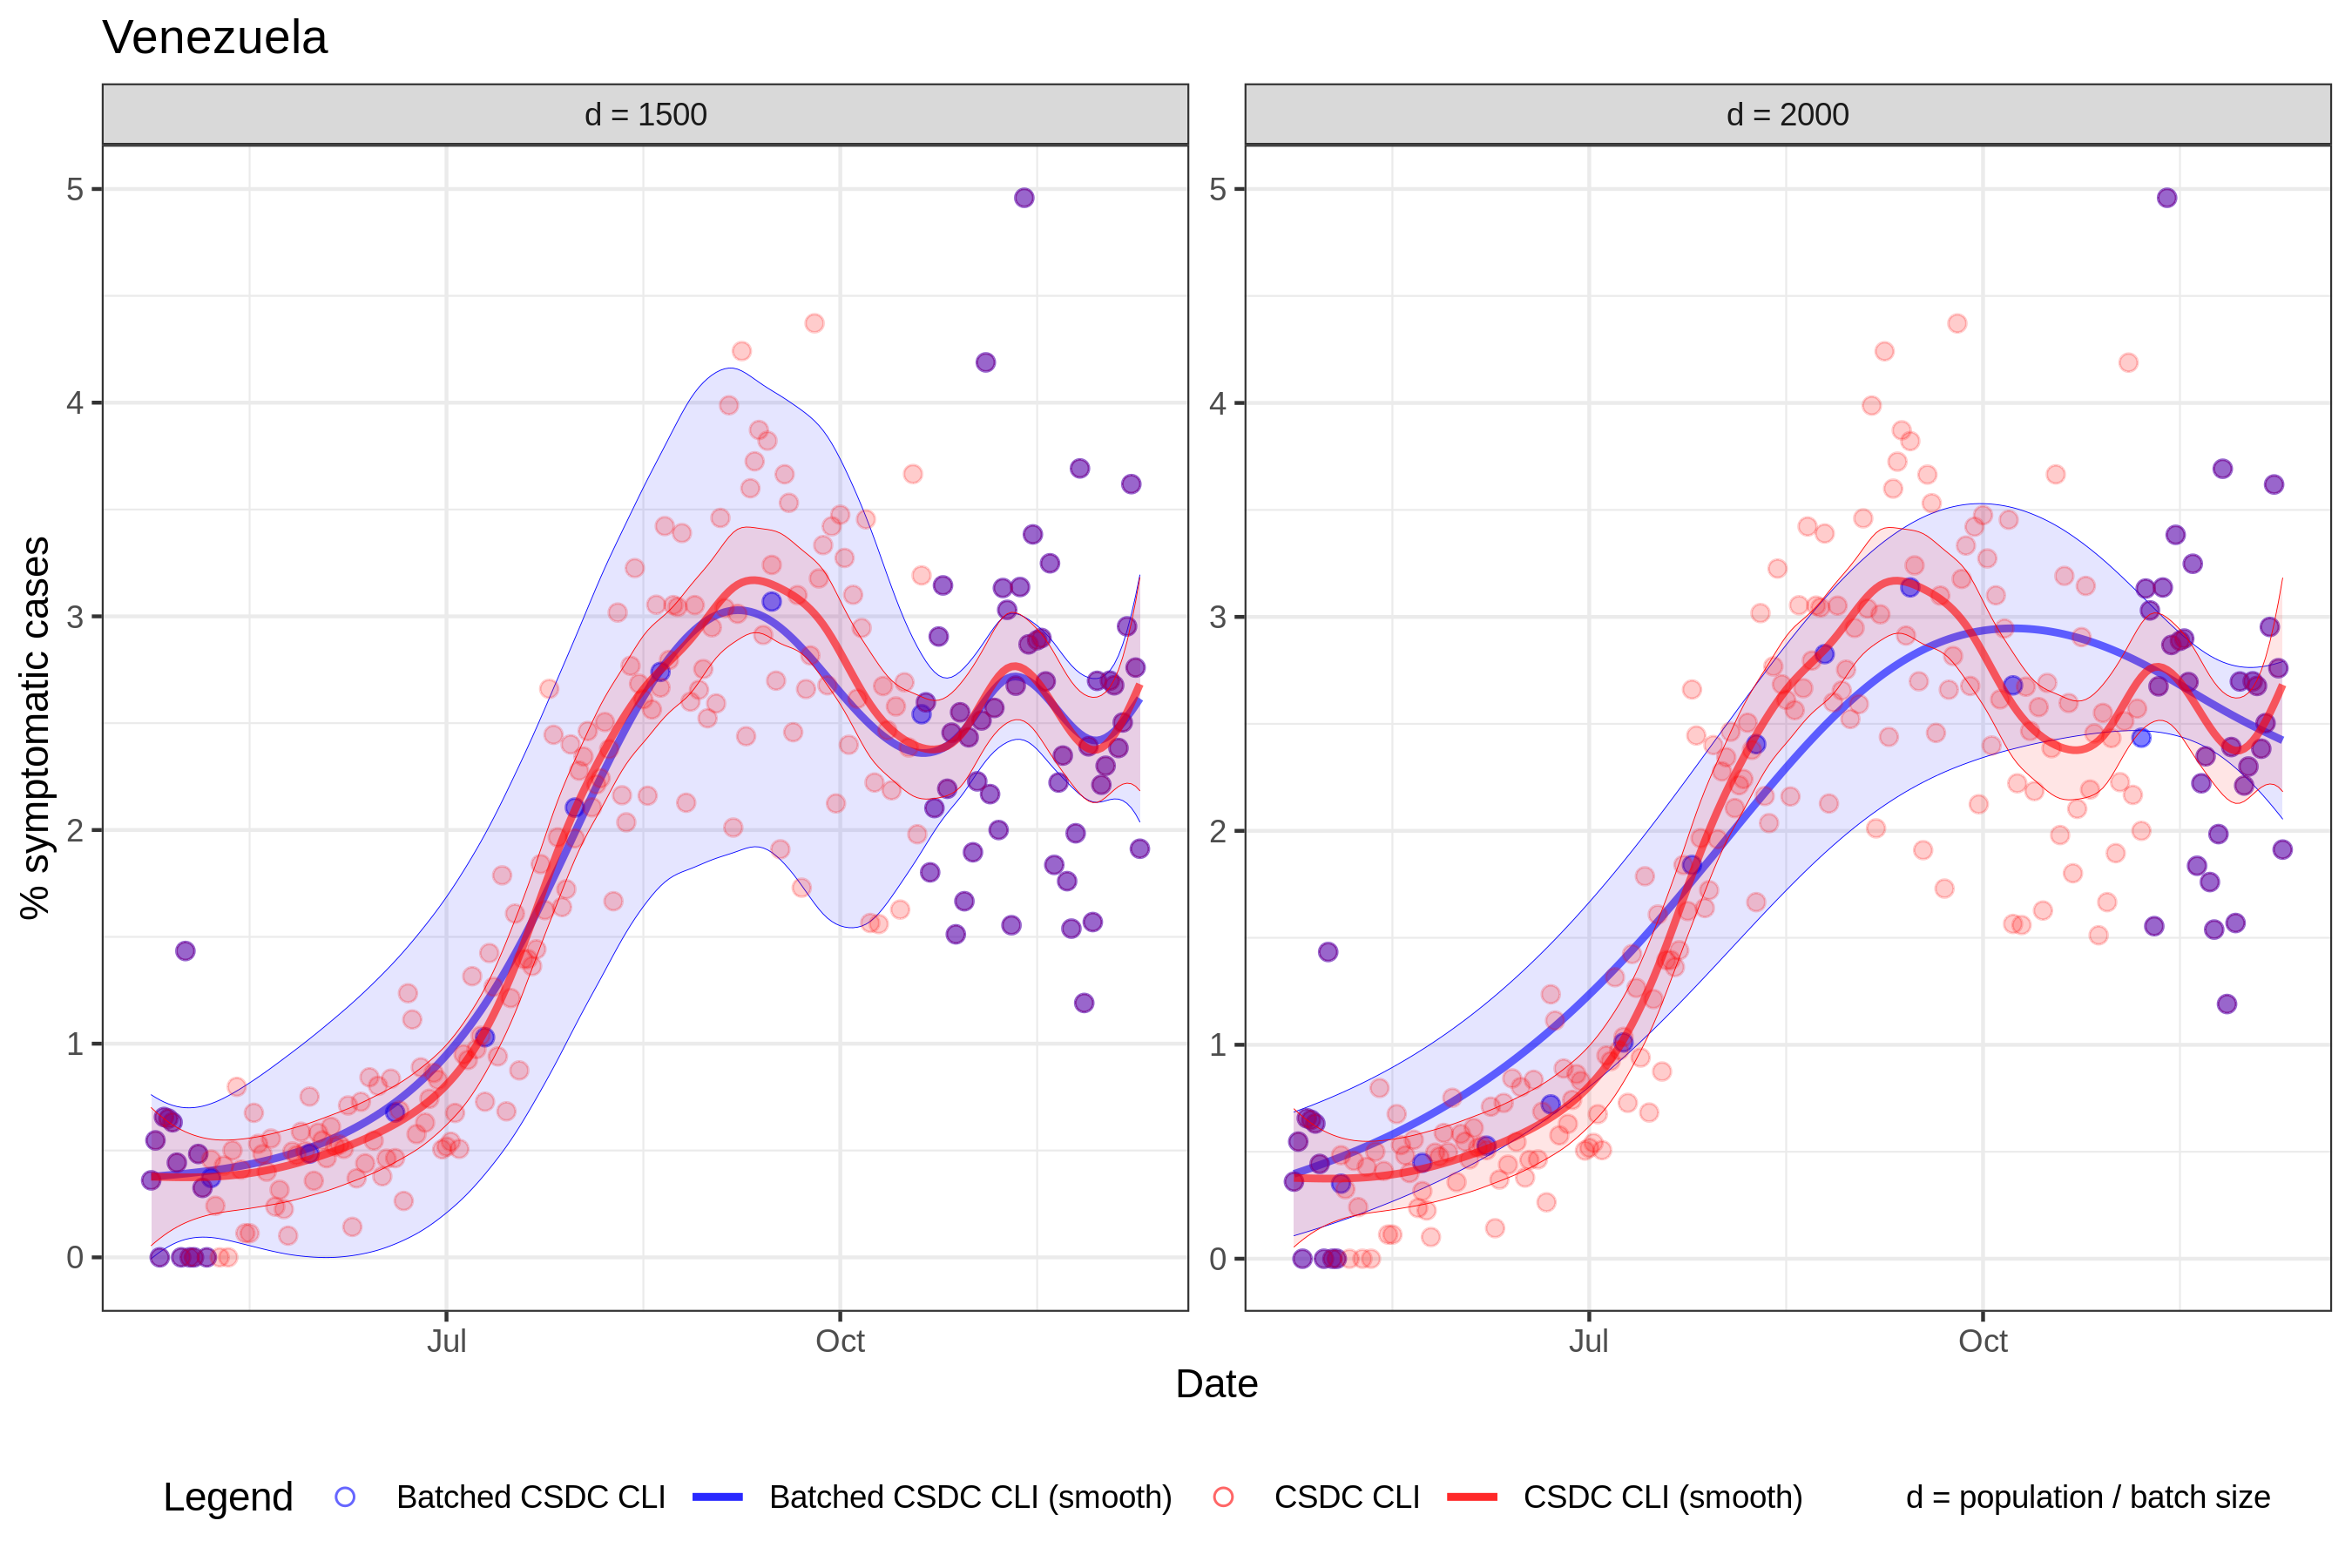 Venezuela
d = 1500
d = 2000
% symptomatic cases
5
4
3
2
1
0
5
4
3
2
1
0
Jul
Oct
Jul
Oct
Date
Legend Batched CSDC CLI Batched CSDC CLI (smooth) CSDC CLI CSDC CLI (smooth) d = population / batch size